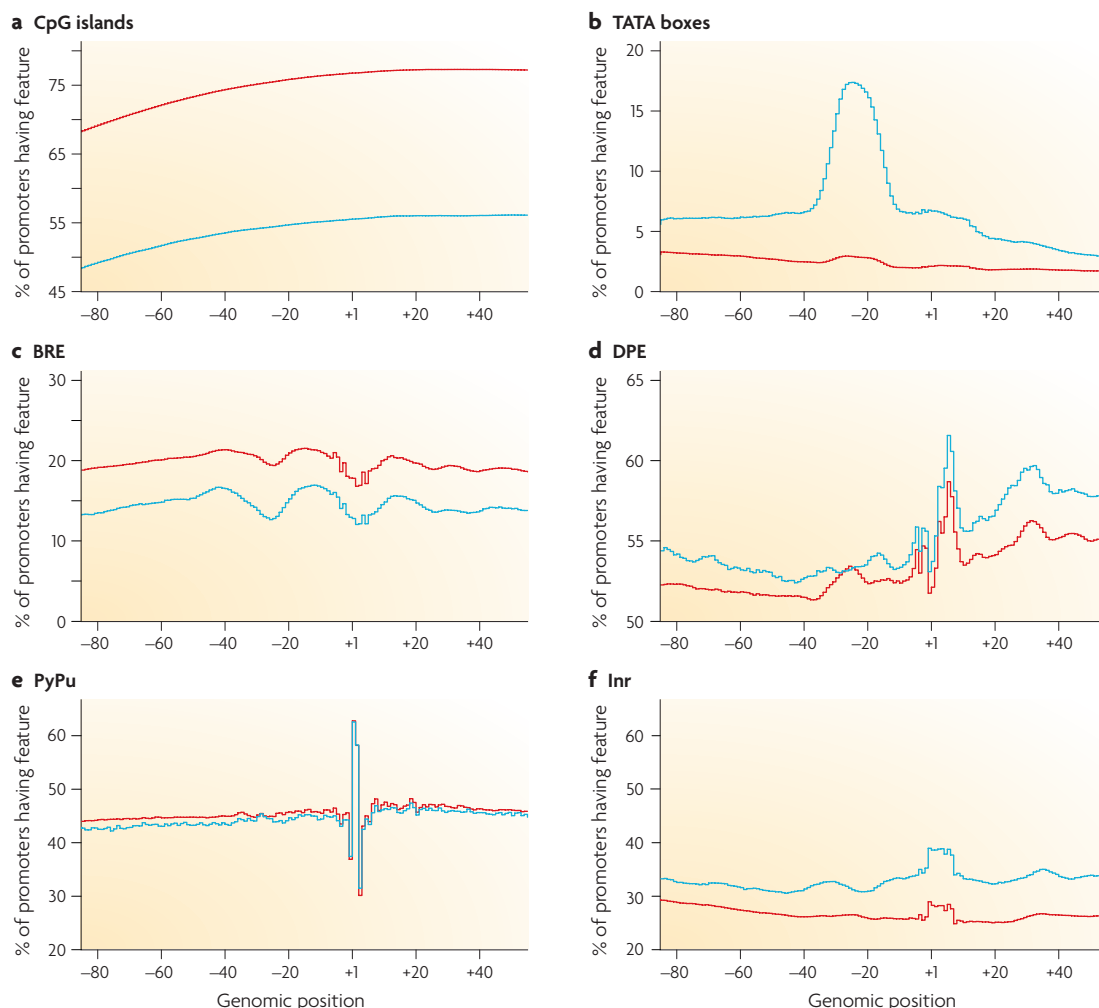 a CpG islands
% of promoters having feature
75
65
55
45
−80 −60 −40 −20 +1 +20 +40
b TATA boxes
% of promoters having feature
20
15
10
5
0
−80 −60 −40 −20 +1 +20 +40
c BRE
% of promoters having feature
30
20
10
0
−80 −60 −40 −20 +1 +20 +40
d DPE
% of promoters having feature
65
60
55
50
−80 −60 −40 −20 +1 +20 +40
e PyPu
% of promoters having feature
60
50
40
30
20
−80 −60 −40 −20 +1 +20 +40
Genomic position
f Inr
% of promoters having feature
60
50
40
30
20
−80 −60 −40 −20 +1 +20 +40
Genomic position